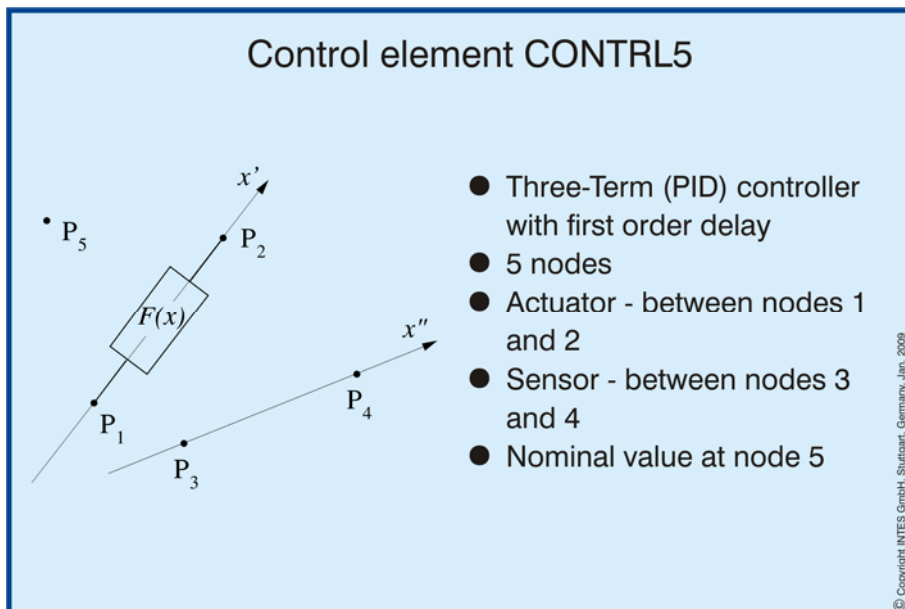 Control element CONTRL5
x'
P5
P2
F(x)
x"
P1
P4
P3
● Three-Term (PID) controller
with first order delay
● 5 nodes
● Actuator - between nodes 1
and 2
● Sensor - between nodes 3
and 4
● Nominal value at node 5
© Copyright INTES GmbH, Stuttgart, Germany, Jan. 2009